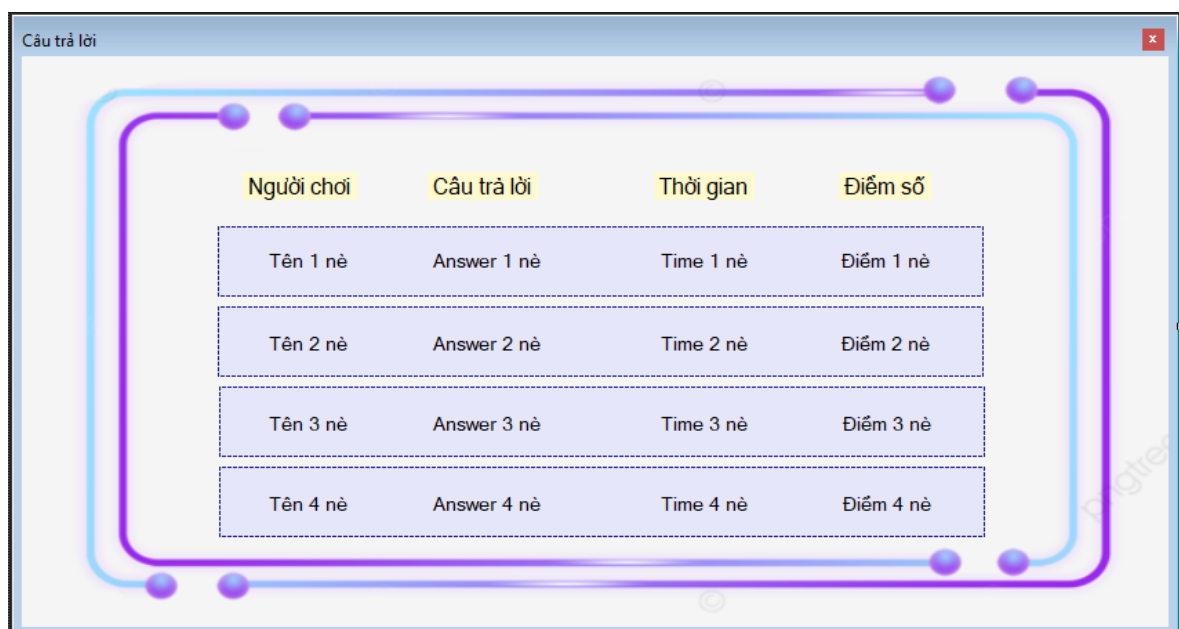 Câu trả lời
Người chơi Câu trả lời Thời gian Điểm số
Tên 1 nè Answer 1 nè Time 1 nè Điểm 1 nè
Tên 2 nè Answer 2 nè Time 2 nè Điểm 2 nè
Tên 3 nè Answer 3 nè Time 3 nè Điểm 3 nè
Tên 4 nè Answer 4 nè Time 4 nè Điểm 4 nè